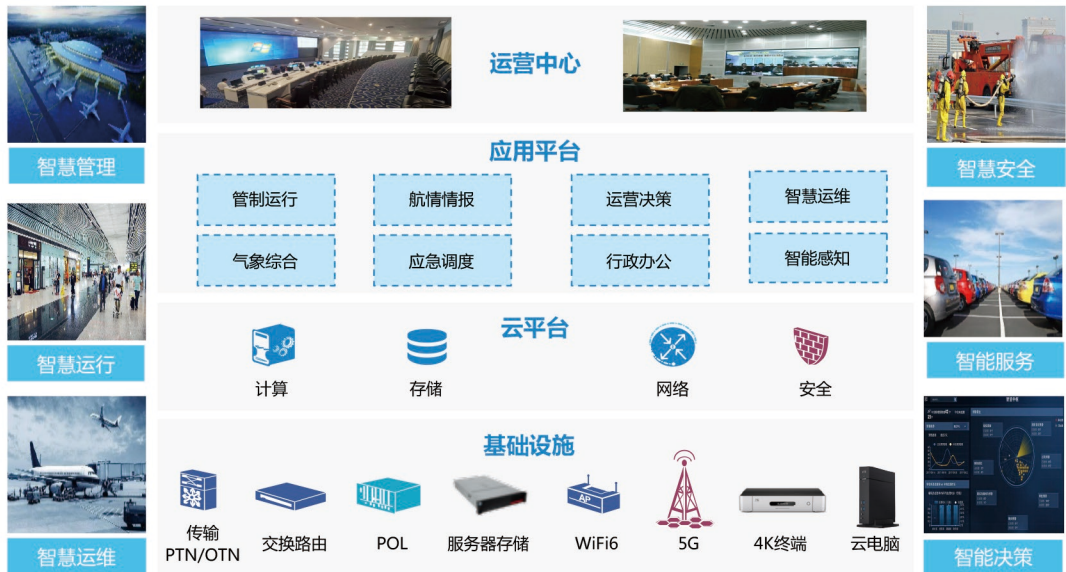 运营中心
应用平台
管制运行
航情情报
运营决策
智慧运维
气象综合
应急调度
行政办公
智能感知
云平台
计算
存储
网络
安全
基础设施
传输
PTN/OTN
交换路由
POL
服务器存储
AP
WiFi6
5G
4K终端
云电脑
智慧管理
智慧运行
智慧运维
智慧安全
智能服务
智能决策